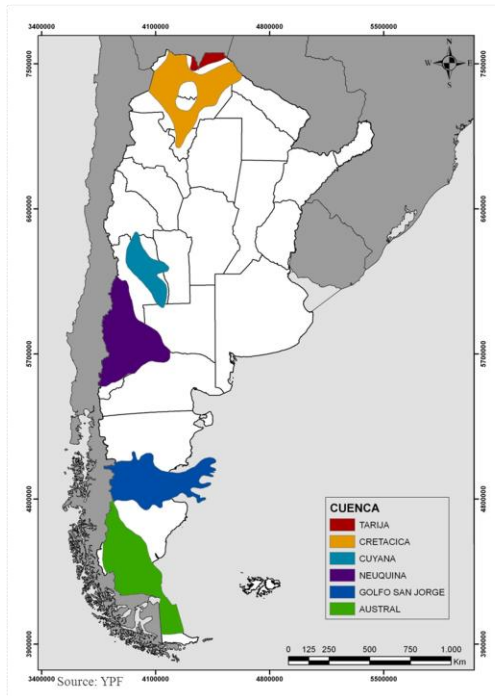 3400000 4100000 4800000 5500000
7500000 7500000
N
W E
S
6600000 6600000
5700000 5700000
4800000 4800000
CUENCA
TARIJA
CRETACICA
CUYANA
NEUQUINA
GOLFO SAN JORGE
AUSTRAL
0 125 250 500 750 1.000
Km
3900000 3900000
3400000 4100000 4800000 5500000
Source: YPF